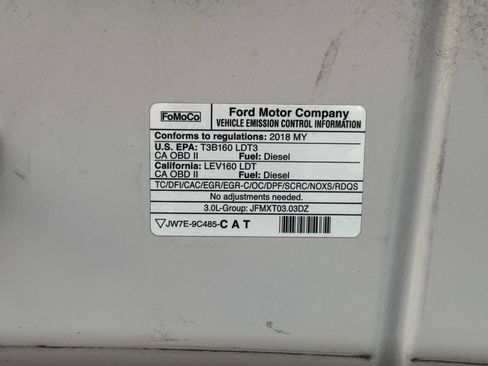 FoMoCo
Ford Motor Company
VEHICLE EMISSION CONTROL INFORMATION
Conforms to regulations: 2018 MY
U.S. EPA: T3B160 LDT3
CA OBD II Fuel: Diesel
California: LEV160 LDT
CA OBD II Fuel: Diesel
TC/DFI/CAC/EGR/EGR-C/OC/DPF/SCRC/NOXS/RDQS
No adjustments needed.
3.0L-Group: JFMXT03.03DZ
JW7E-9C485-C A T